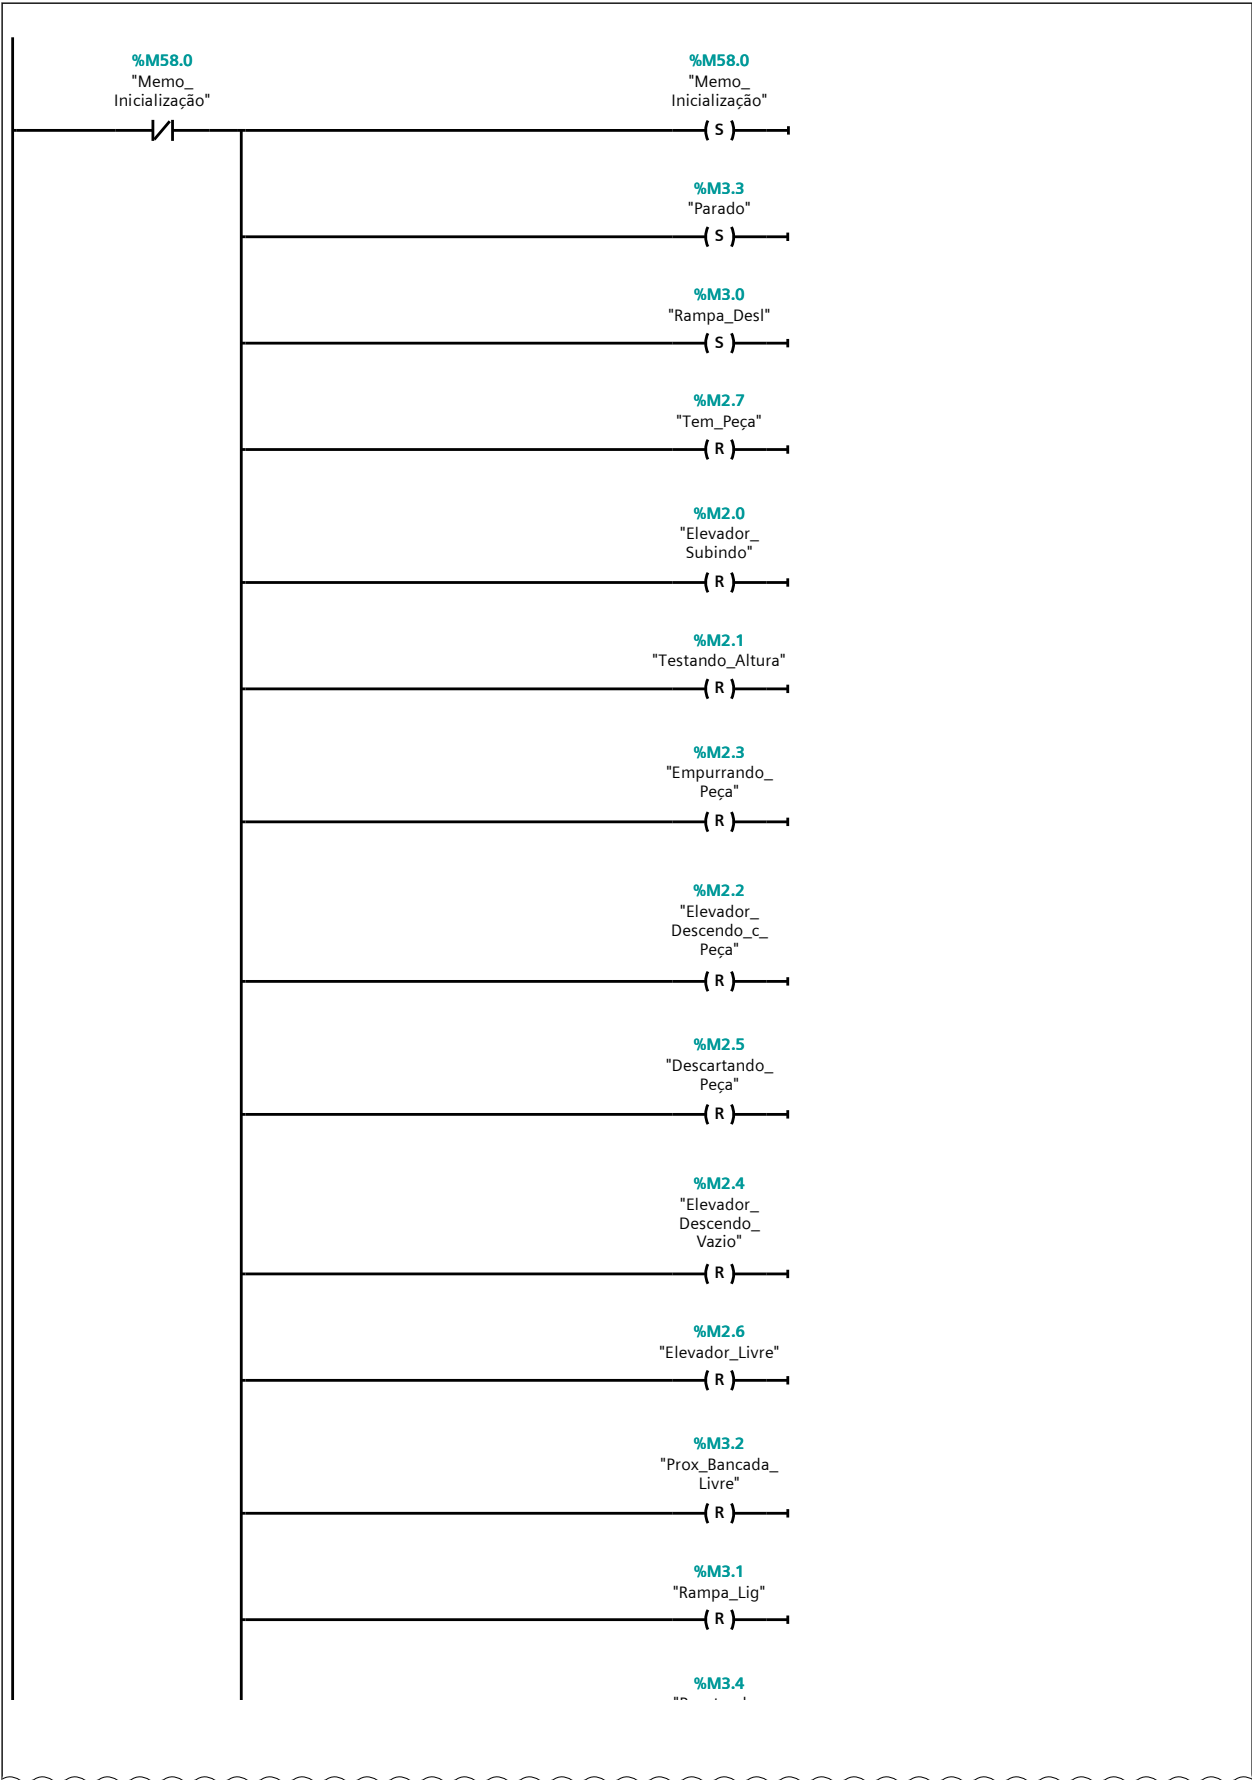 %M58.0
"Memo_
Inicialização"
%M58.0
"Memo_
Inicialização"
( S )
%M3.3
"Parado"
( S )
%M3.0
"Rampa_Desl"
( S )
%M2.7
"Tem_Peça"
( R )
%M2.0
"Elevador_
Subindo"
( R )
%M2.1
"Testando_Altura"
( R )
%M2.3
"Empurrando_
Peça"
( R )
%M2.2
"Elevador_
Descendo_c_
Peça"
( R )
%M2.5
"Descartando_
Peça"
( R )
%M2.4
"Elevador_
Descendo_
Vazio"
( R )
%M2.6
"Elevador_Livre"
( R )
%M3.2
"Prox_Bancada_
Livre"
( R )
%M3.1
"Rampa_Lig"
( R )
%M3.4